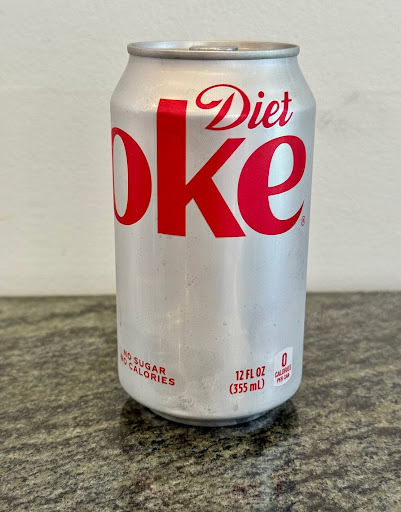 Diet
oke®
NO SUGAR
NO CALORIES
12 FL OZ
(355 mL)
0
CALORIES
PER CAN